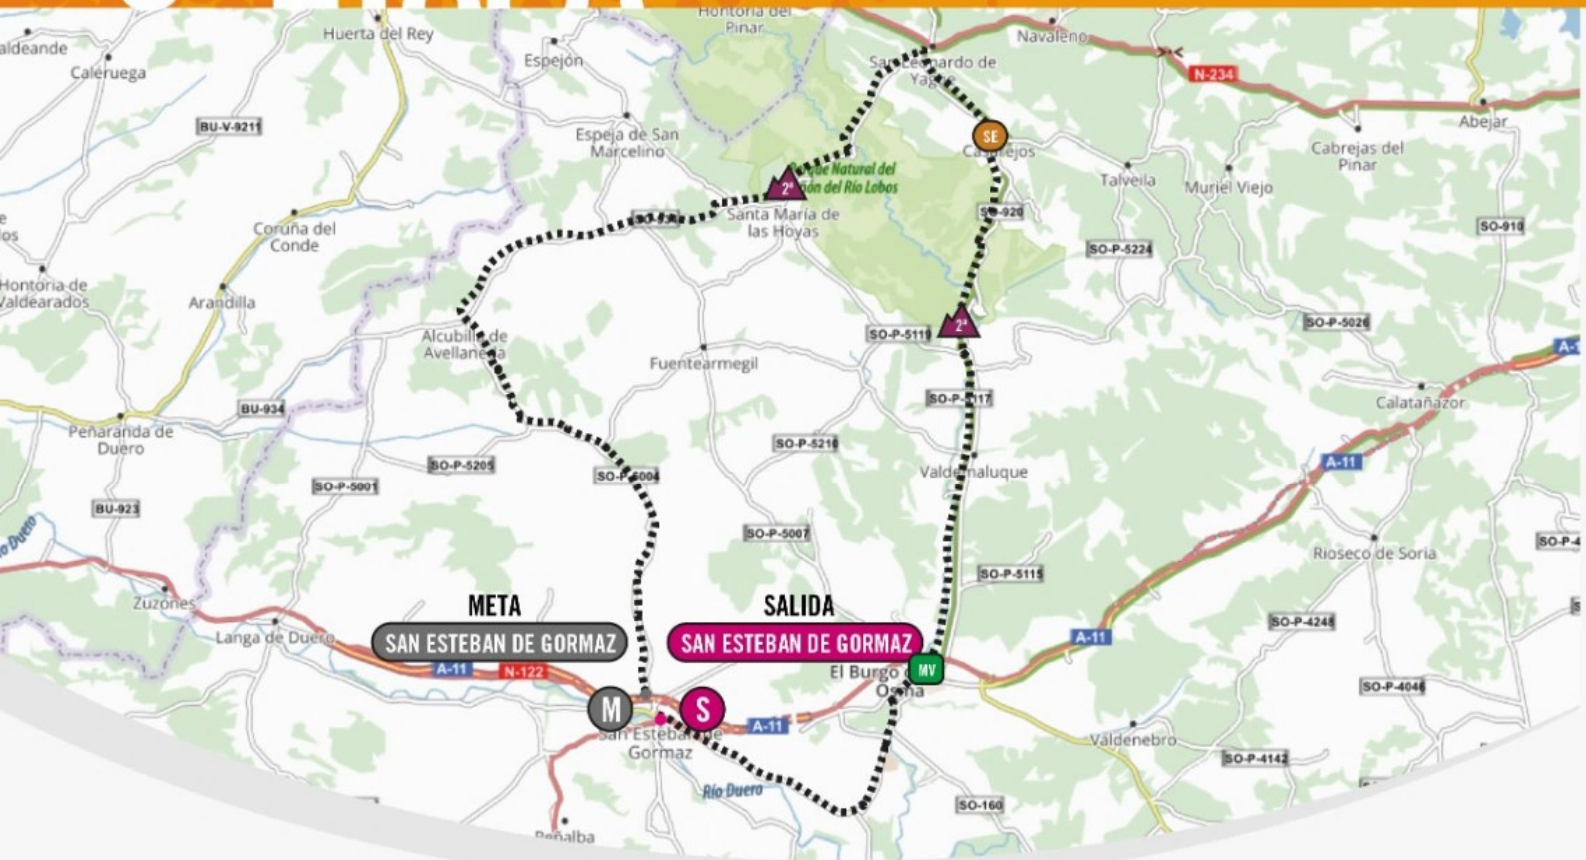 Hontoria del
Pinar
Huerta del Rey
Navaleno
aldeande
Caleruega
Espejón
San Leonardo de
Yagüe
N-234
Abejar
BU-V-9211
Espeja de San
Marcelino
SE
Casarejos
Cabrejas del
Pinar
2ª
Parque Natural del
Cañón del Río Lobos
Talveila
Muriel Viejo
Santa María de
las Hoyas
SO-920
SO-910
Coruña del
Conde
SO-P-5224
Hontoria de
Valdearados
Arandilla
2ª
SO-P-5119
SO-P-5026
Alcubilla de
Avellaneda
Fuentearmegil
A-1
BU-934
SO-P-5117
Calatañazor
Peñaranda de
Duero
SO-P-5205
SO-P-5210
A-11
SO-P-5001
SO-P-5004
Valdemaluque
BU-923
SO-P-5007
SO-P-4
Rioseco de Soria
SO-P-5115
Zuzones
META
SAN ESTEBAN DE GORMAZ
SALIDA
SAN ESTEBAN DE GORMAZ
SO-P-4248
A-11
Langa de Duero
A-11
N-122
El Burgo de
Osma
MV
SO-P-4046
M
S
A-11
San Esteban de
Gormaz
Valdenebro
SO-P-4142
Río Duero
SO-160
Peñalba